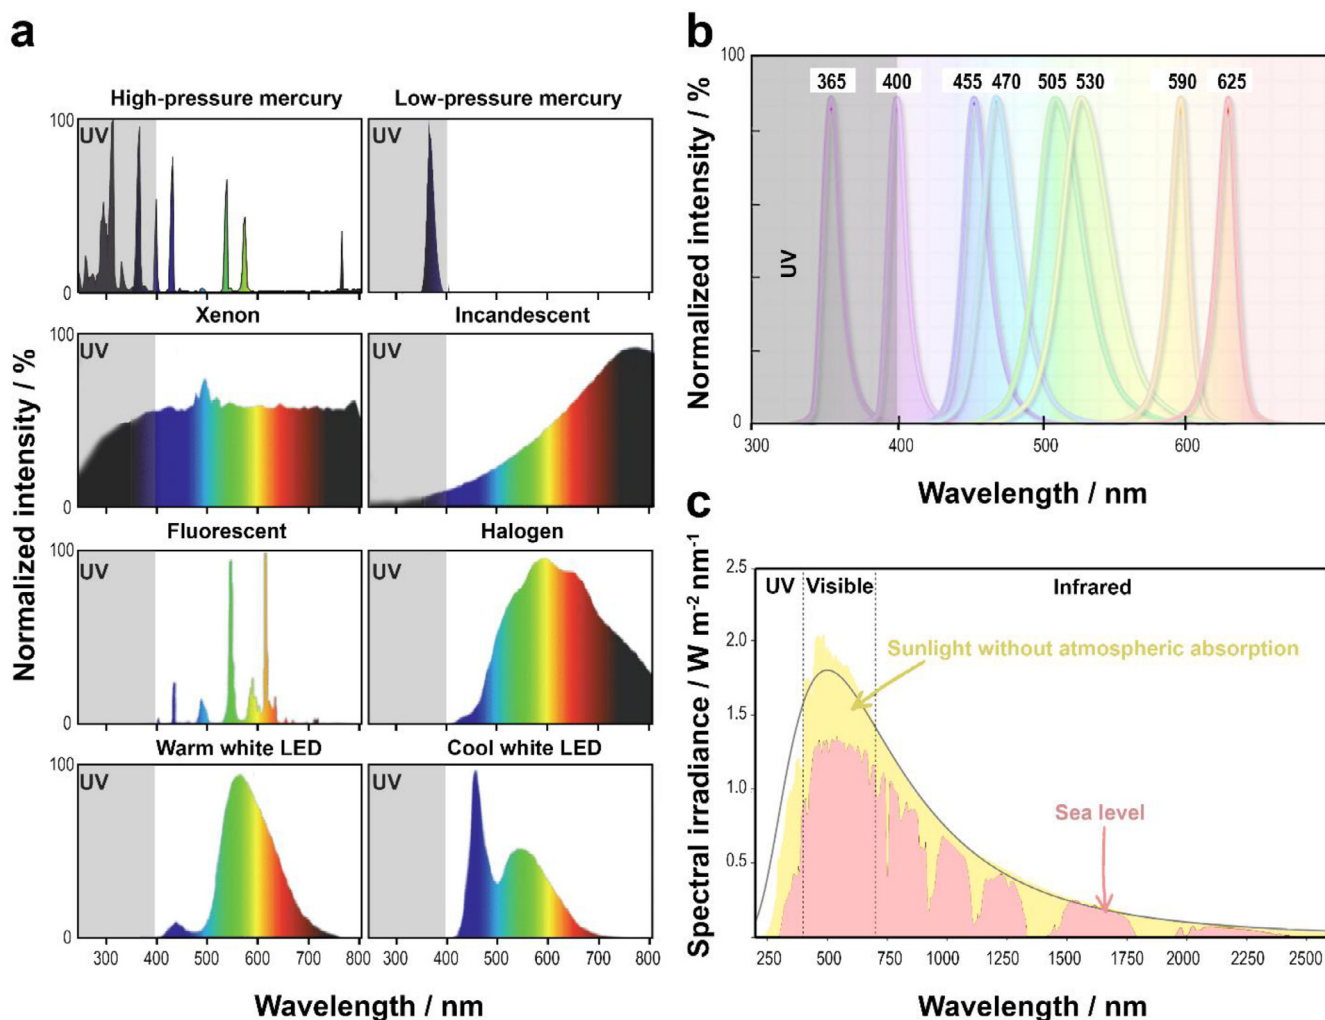 a
High-pressure mercury
Low-pressure mercury
100
UV
UV
0
Xenon
Incandescent
100
UV
UV
0
Fluorescent
Halogen
100
UV
UV
0
Warm white LED
Cool white LED
100
UV
UV
0
300 400 500 600 700 800
300 400 500 600 700 800
Normalized intensity / %
Wavelength / nm
b
100
365 400 455 470 505 530 590 625
UV
0
300 400 500 600
Normalized intensity / %
Wavelength / nm
c
2.5
UV Visible Infrared
2.0
Sunlight without atmospheric absorption
1.5
1.0
Sea level
0.5
250 500 750 1000 1250 1500 1750 2000 2250 2500
Spectral irradiance / W m⁻² nm⁻¹
Wavelength / nm